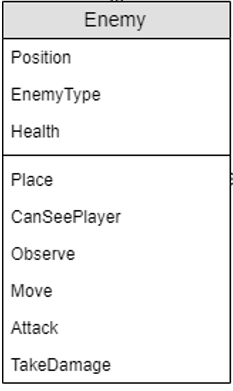 Enemy
Position
EnemyType
Health
Place
CanSeePlayer
Observe
Move
Attack
TakeDamage